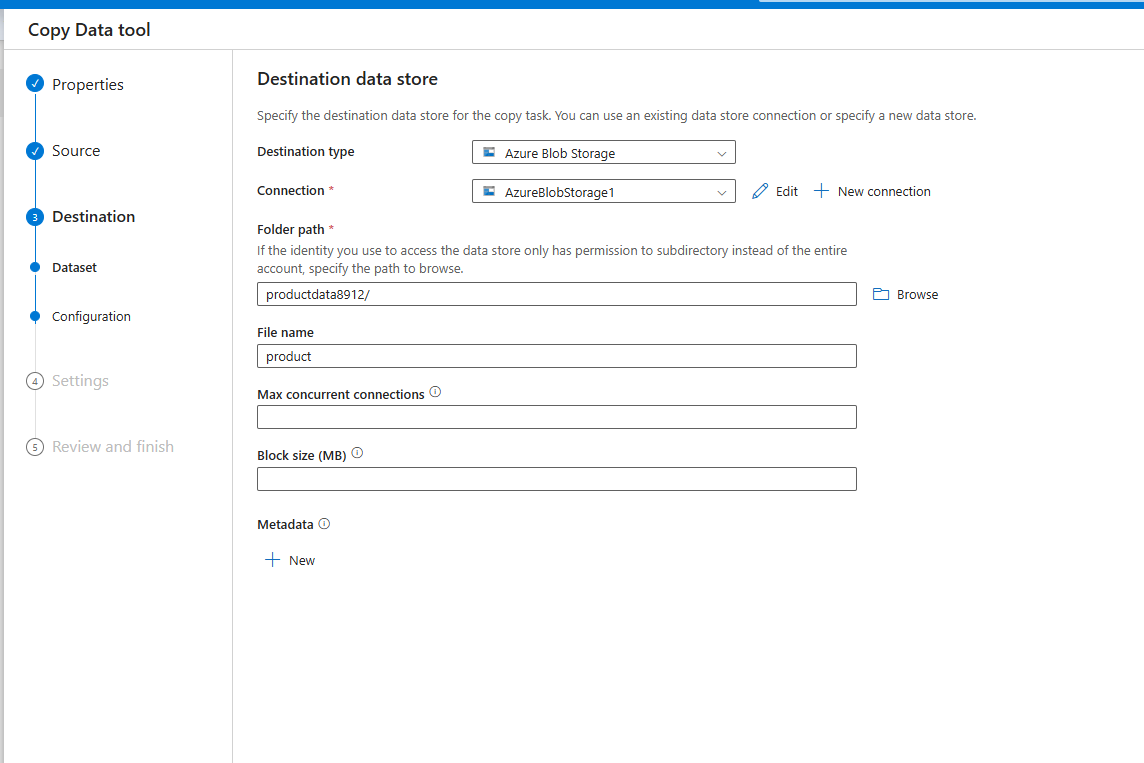 Copy Data tool
Properties
Source
3 Destination
Dataset
Configuration
4 Settings
5 Review and finish
Destination data store
Specify the destination data store for the copy task. You can use an existing data store connection or specify a new data store.
Destination type Azure Blob Storage
Connection * AzureBlobStorage1 Edit New connection
Folder path *
If the identity you use to access the data store only has permission to subdirectory instead of the entire
account, specify the path to browse.
productdata8912/ Browse
File name
product
Max concurrent connections
Block size (MB)
Metadata
New